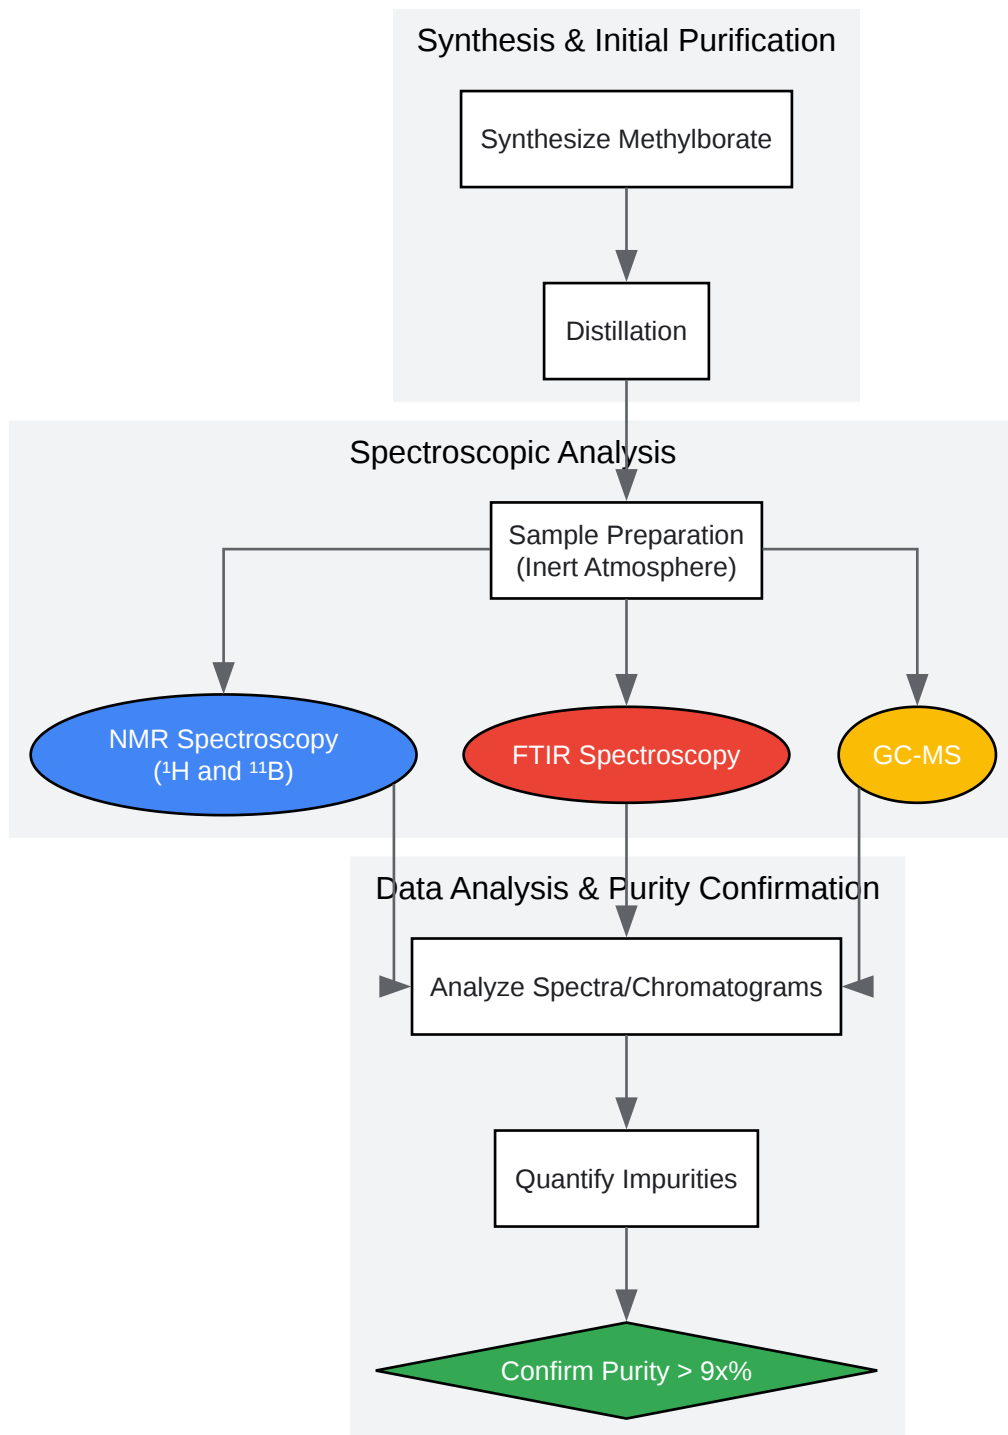 Synthesis & Initial Purification
Synthesize Methylborate
Distillation
Spectroscopic Analysis
Sample Preparation
(Inert Atmosphere)
NMR Spectroscopy
(¹H and ¹¹B)
FTIR Spectroscopy
GC-MS
Data Analysis & Purity Confirmation
Analyze Spectra/Chromatograms
Quantify Impurities
Confirm Purity > 9x%